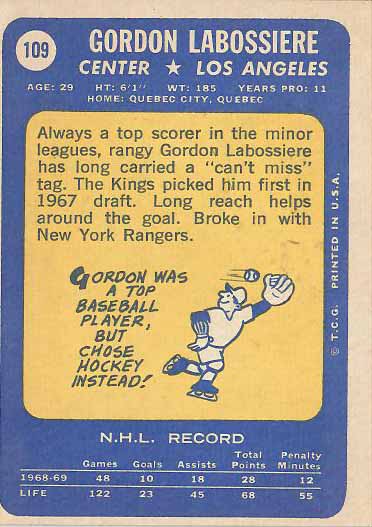 109
GORDON LABOSSIERE
CENTER ★ LOS ANGELES
AGE: 29 HT: 6'1" WT: 185 YEARS PRO: 11
HOME: QUEBEC CITY, QUEBEC
Always a top scorer in the minor
leagues, rangy Gordon Labossiere
has long carried a "can't miss"
tag. The Kings picked him first in
1967 draft. Long reach helps
around the goal. Broke in with
New York Rangers.
GORDON WAS
A TOP
BASEBALL
PLAYER,
BUT
CHOSE
HOCKEY
INSTEAD!
© T.C.G. PRINTED IN U.S.A.
N.H.L. RECORD
Games Goals Assists Total Points Penalty Minutes
1968-69 48 10 18 28 12
LIFE 122 23 45 68 55